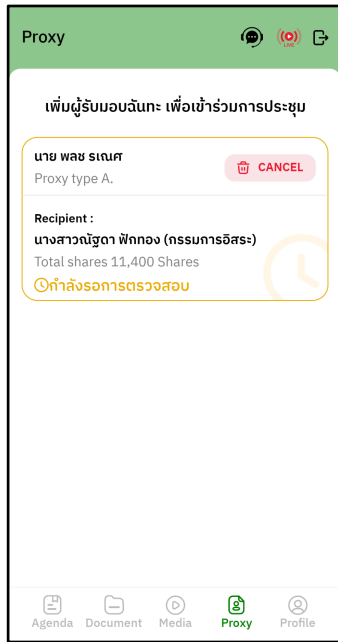 Proxy
LIVE
เพิ่มผู้รับมอบฉันทะ เพื่อเข้าร่วมการประชุม
นาย พลช รเณศ
CANCEL
Proxy type A.
Recipient :
นางสาวณัฐดา ฟักทอง (กรรมการอิสระ)
Total shares 11,400 Shares
กำลังรอการตรวจสอบ
Agenda Document Media Proxy Profile